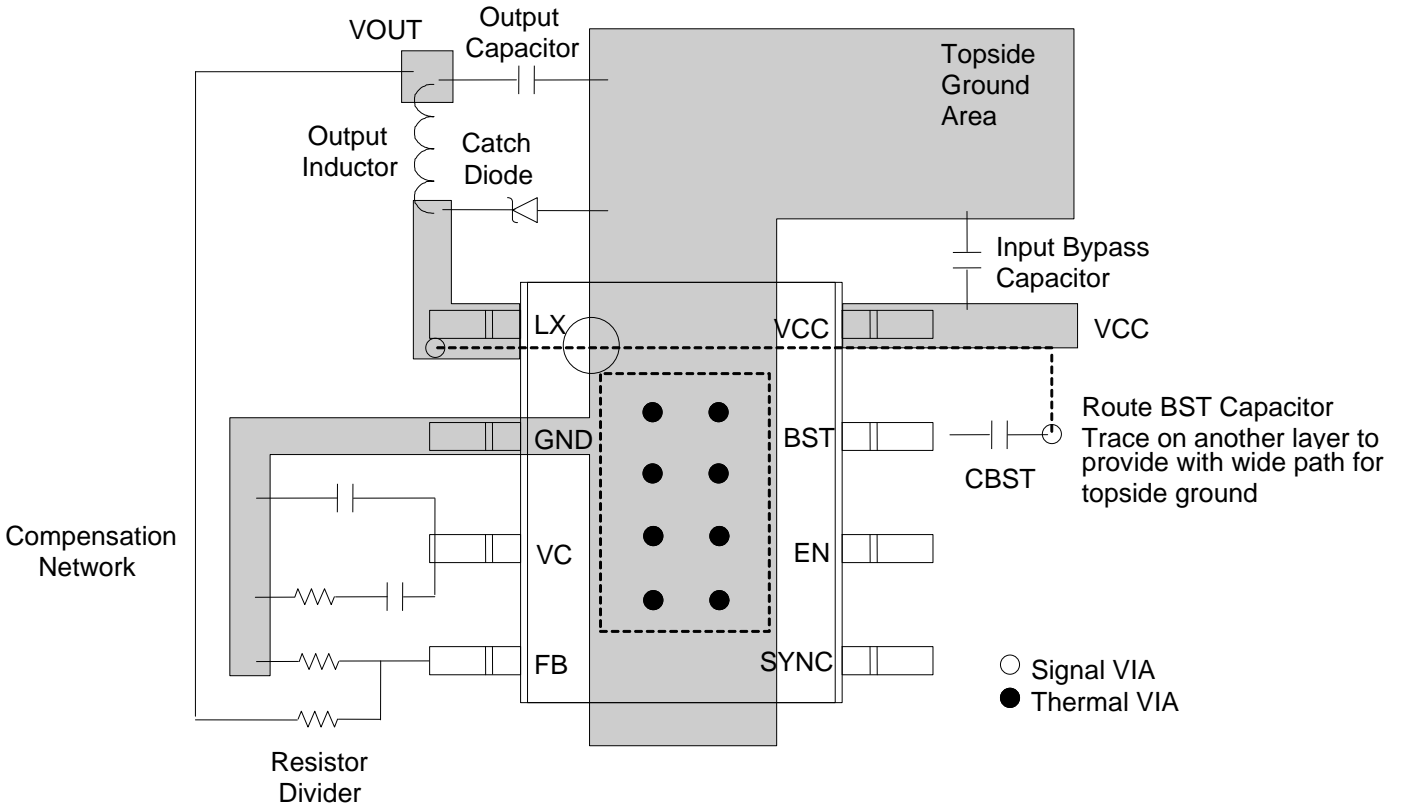 VOUT
Output
Capacitor
Topside
Ground
Area
Output
Inductor
Catch
Diode
Input Bypass
Capacitor
LX
VCC
VCC
GND
BST
CBST
Route BST Capacitor
Trace on another layer to
provide with wide path for
topside ground
Compensation
Network
VC
EN
FB
SYNC
Signal VIA
Thermal VIA
Resistor
Divider